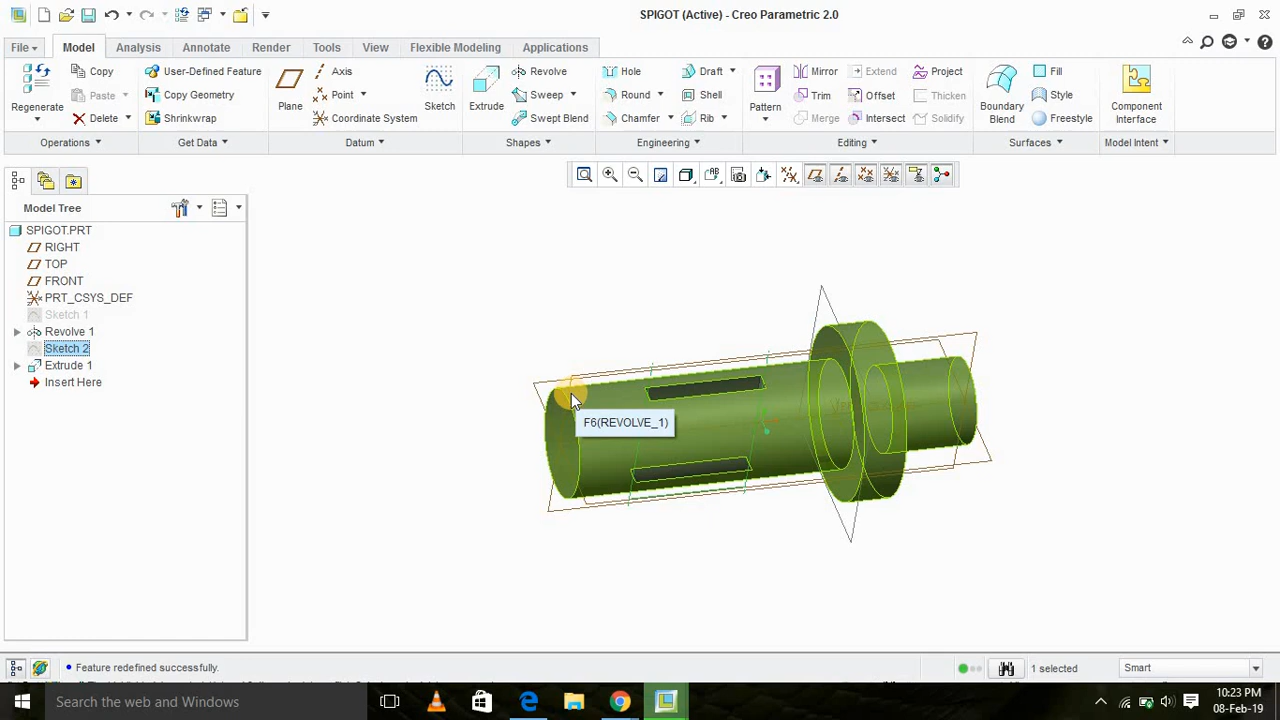 SPIGOT (Active) - Creo Parametric 2.0
File Model Analysis Annotate Render Tools View Flexible Modeling Applications
Regenerate
Copy
Paste
Delete
Operations
User-Defined Feature
Copy Geometry
Shrinkwrap
Get Data
Plane
Axis
Point
Coordinate System
Datum
Sketch
Extrude
Revolve
Sweep
Swept Blend
Shapes
Hole
Round
Chamfer
Draft
Shell
Rib
Engineering
Pattern
Mirror
Trim
Merge
Extend
Offset
Intersect
Project
Thicken
Solidify
Editing
Boundary
Blend
Fill
Style
Freestyle
Surfaces
Component
Interface
Model Intent
Model Tree
SPIGOT.PRT
RIGHT
TOP
FRONT
PRT_CSYS_DEF
Sketch 1
Revolve 1
Sketch 2
Extrude 1
Insert Here
F6(REVOLVE_1)
Feature redefined successfully.
1 selected
Smart
Search the web and Windows
10:23 PM
08-Feb-19